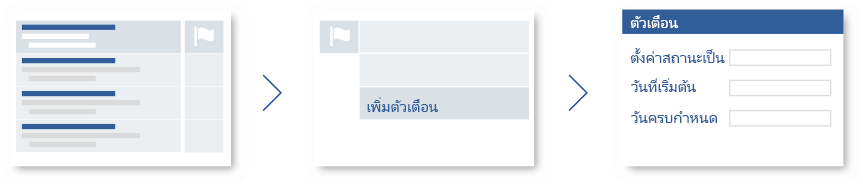 เพิ่มตัวเตือน
ตัวเตือน
ตั้งค่าสถานะเป็น
วันที่เริ่มต้น
วันครบกำหนด